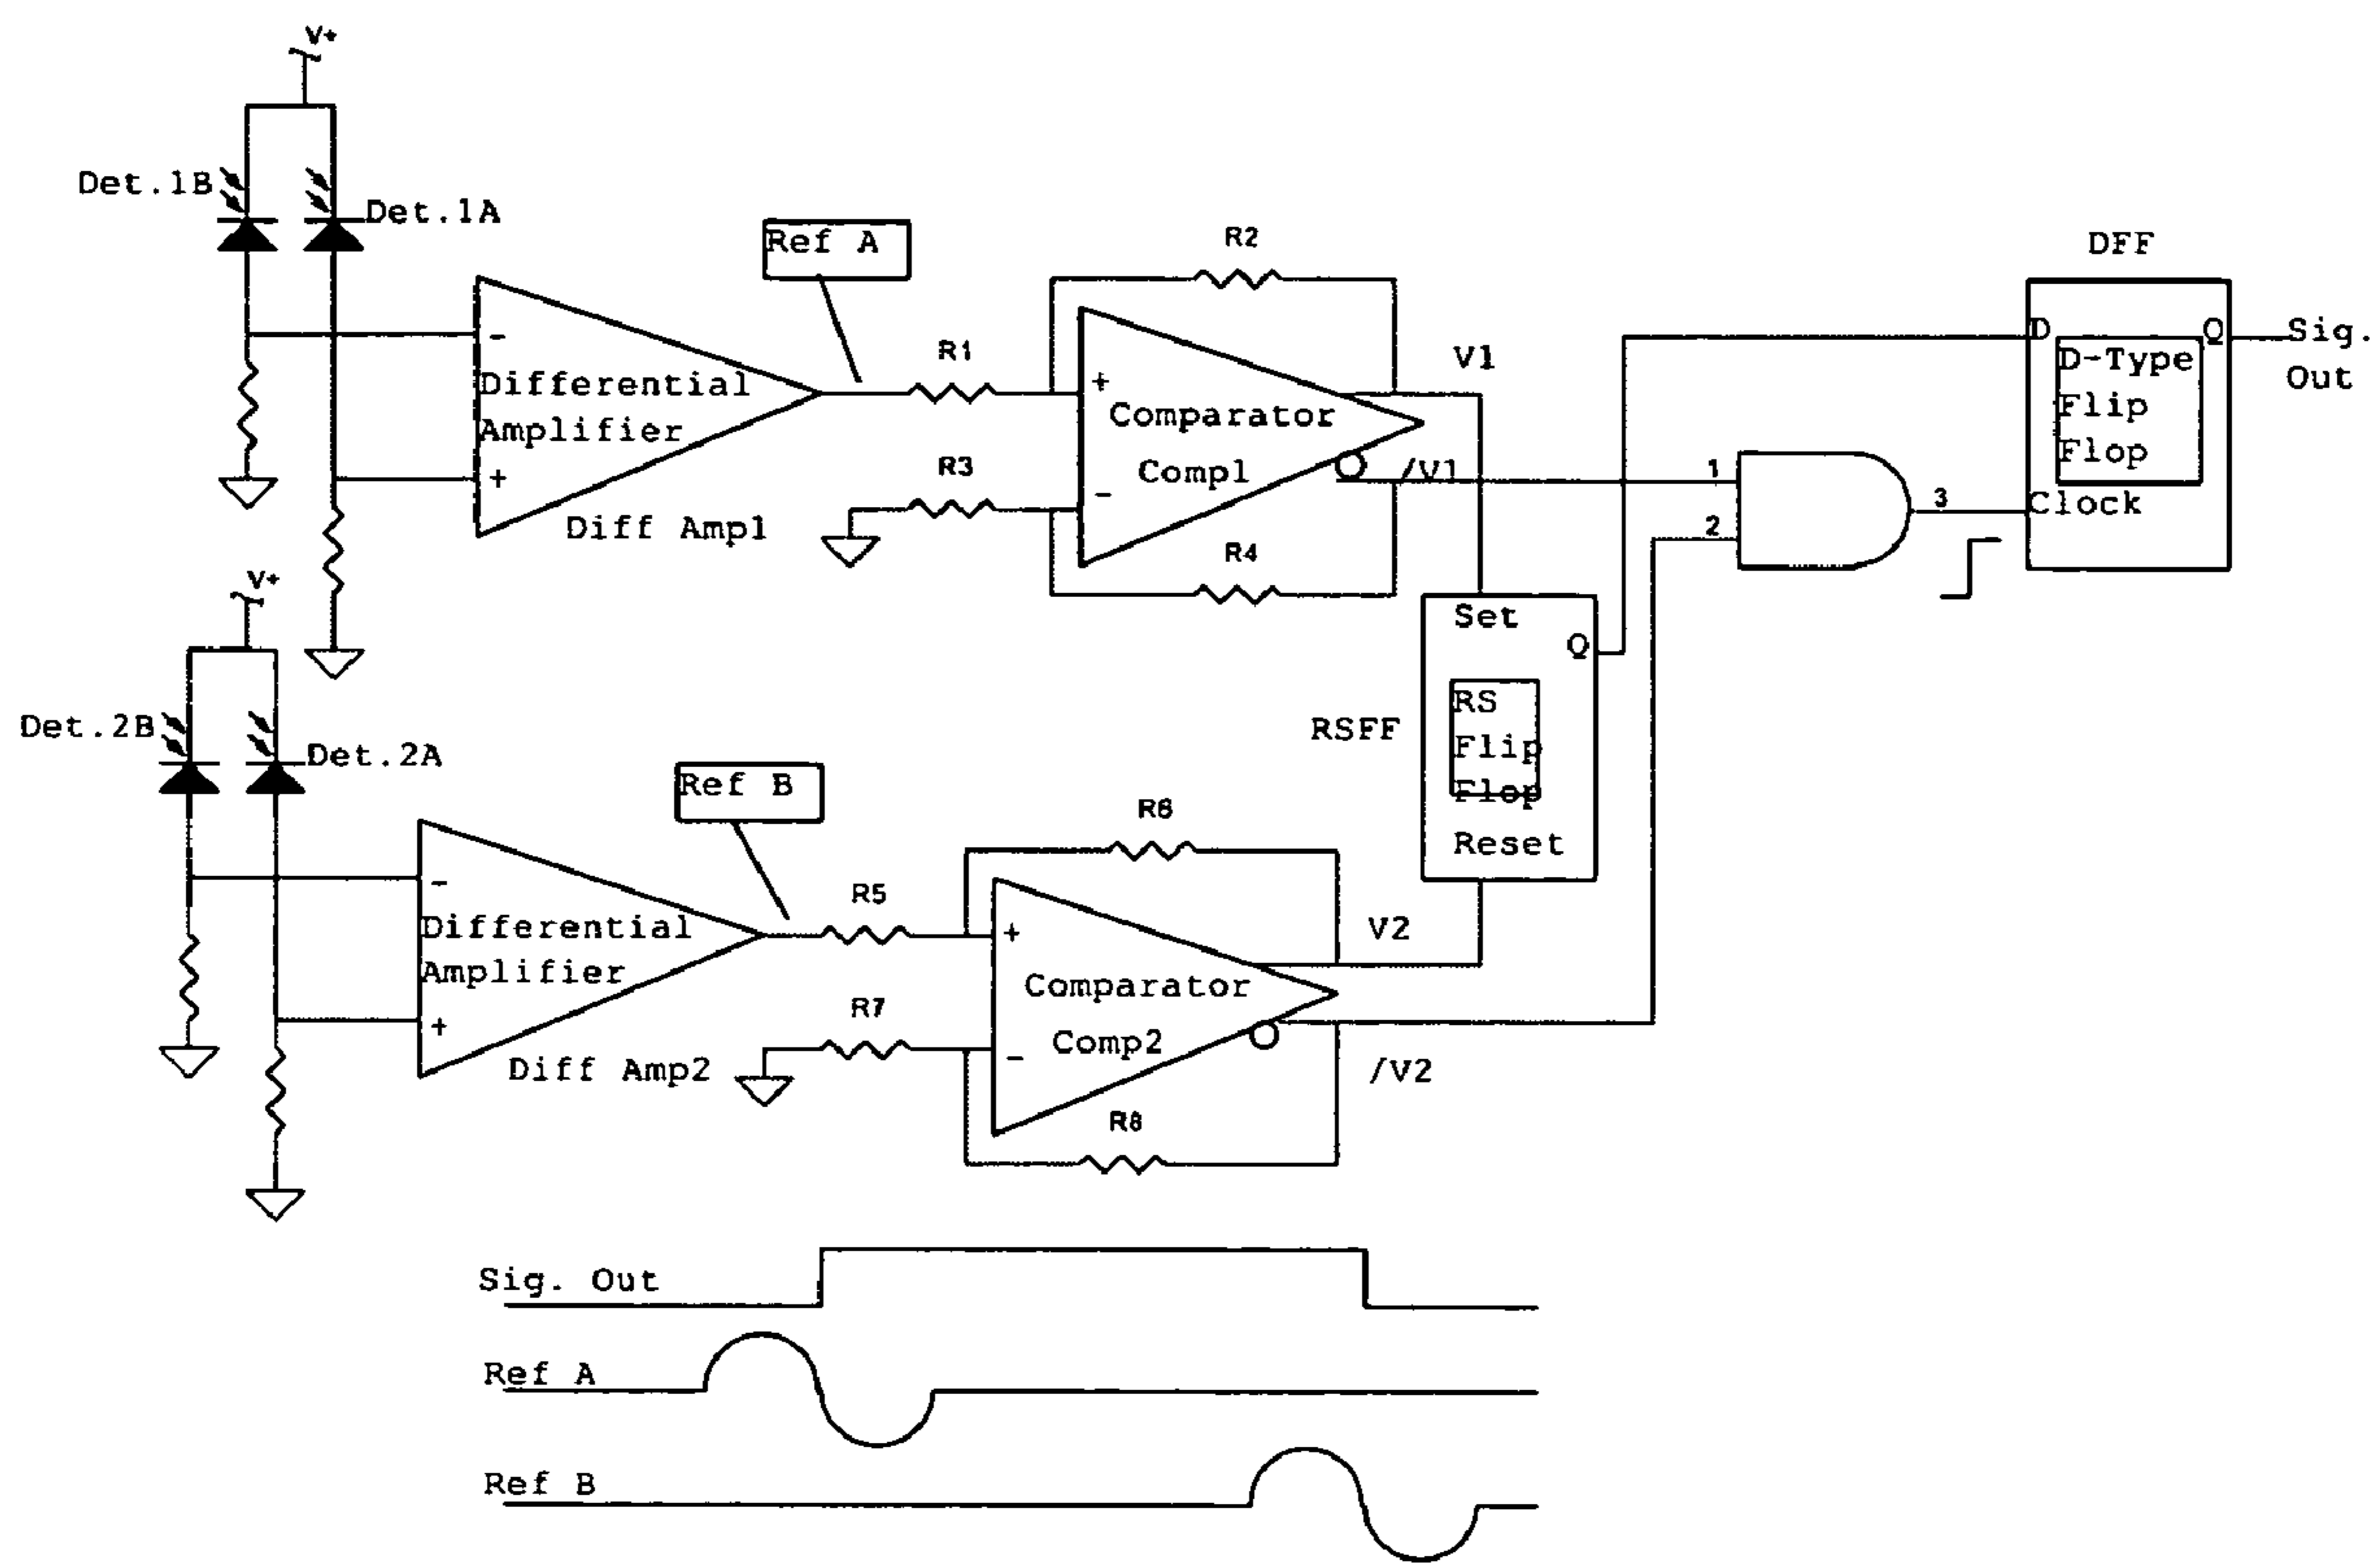 V+
Det.1B
Det.1A
Ref A
R2
DFF
D
Q
Sig.
Out
D-Type
Flip
Flop
Clock
-
Differential
Amplifier
+
Diff Amp1
R1
R3
+
Comparator
Comp1
-
V1
/V1
R4
1
2
3
V+
Set
Q
RS
Flip
Flop
RSFF
Reset
Det.2B
Det.2A
Ref B
R6
-
Differential
Amplifier
+
Diff Amp2
R5
R7
+
Comparator
Comp2
-
V2
/V2
R8
Sig. Out
Ref A
Ref B